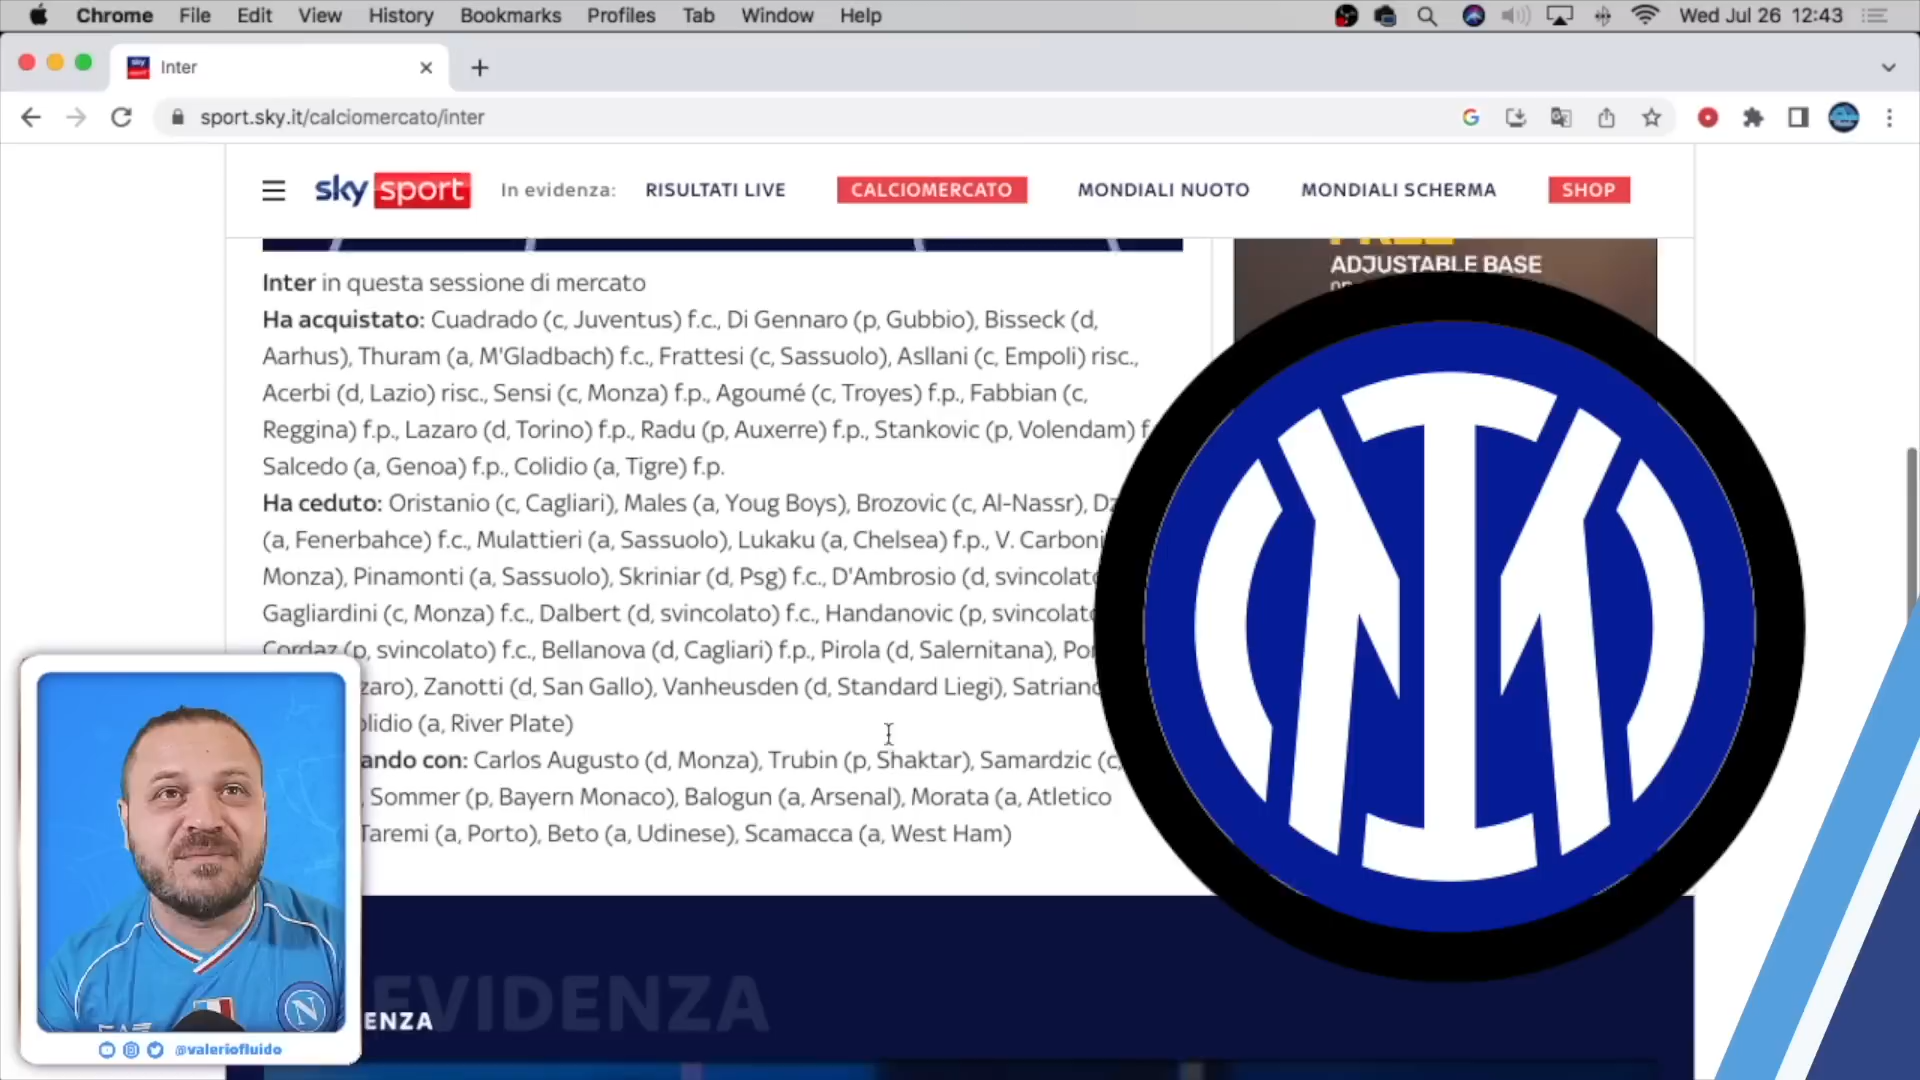 Chrome File Edit View History Bookmarks Profiles Tab Window Help Wed Jul 26 12:43
Inter
sport.sky.it/calciomercato/inter
sky sport In evidenza: RISULTATI LIVE CALCIOMERCATO MONDIALI NUOTO MONDIALI SCHERMA SHOP
ADJUSTABLE BASE
Inter in questa sessione di mercato
Ha acquistato: Cuadrado (c, Juventus) f.c., Di Gennaro (p, Gubbio), Bisseck (d,
Aarhus), Thuram (a, M'Gladbach) f.c., Frattesi (c, Sassuolo), Asllani (c, Empoli) risc.,
Acerbi (d, Lazio) risc., Sensi (c, Monza) f.p., Agoumé (c, Troyes) f.p., Fabbian (c,
Reggina) f.p., Lazaro (d, Torino) f.p., Radu (p, Auxerre) f.p., Stankovic (p, Volendam)
Salcedo (a, Genoa) f.p., Colidio (a, Tigre) f.p.
Ha ceduto: Oristanio (c, Cagliari), Males (a, Youg Boys), Brozovic (c, Al-Nassr),
(a, Fenerbahce) f.c., Mulattieri (a, Sassuolo), Lukaku (a, Chelsea) f.p., V. Carboni
Monza), Pinamonti (a, Sassuolo), Skriniar (d, Psg) f.c., D'Ambrosio (d, svincolato
Gagliardini (c, Monza) f.c., Dalbert (d, svincolato) f.c., Handanovic (p, svincolato
Cordaz (p, svincolato) f.c., Bellanova (d, Cagliari) f.p., Pirola (d, Salernitana),
zaro), Zanotti (d, San Gallo), Vanheusden (d, Standard Liegi), Satriano
lidio (a, River Plate)
ando con: Carlos Augusto (d, Monza), Trubin (p, Shaktar), Samardzic (c,
Sommer (p, Bayern Monaco), Balogun (a, Arsenal), Morata (a, Atletico
Taremi (a, Porto), Beto (a, Udinese), Scamacca (a, West Ham)
EVIDENZA
ENZA
N
@valeriofluido